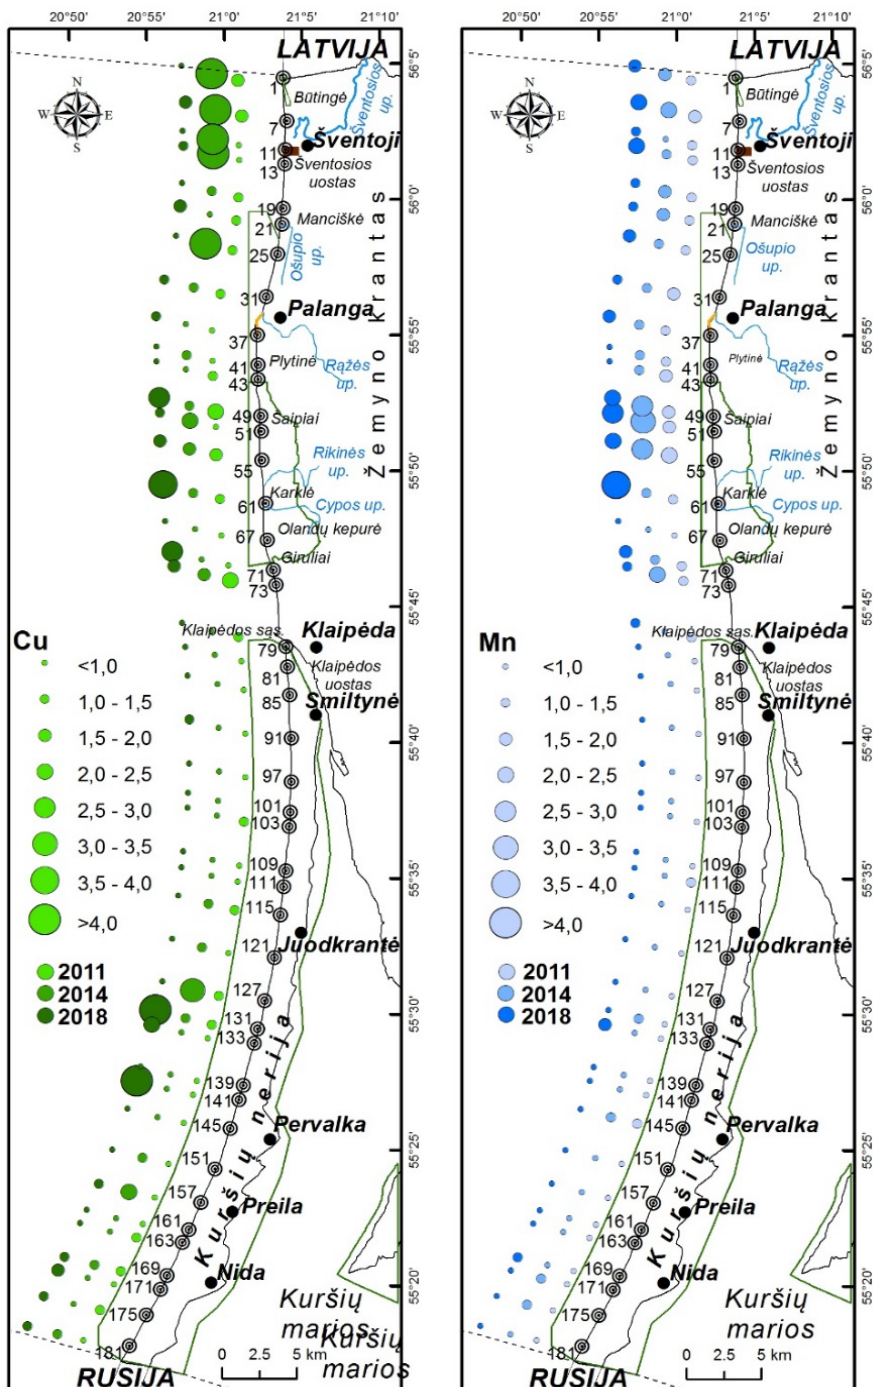 20°50' 20°55' 21°0' 21°5' 21°10'
LATVIJA
N
W E
S
1
Būtingė
Šventosios up.
7
Šventoji
11
13
Šventosios uostas
19
Manciškė
21
Ošupio up.
25
31
Palanga
37
Plytinė
Rąžės up.
41
43
49
Šaipiai
51
Rikinės up.
55
Karklė
Cypos up.
61
Olandų kepurė
67
Giruliai
71
73
Žemyno krantas
Klaipėdos sąs.
Klaipėda
79
Klaipėdos uostas
81
Smiltynė
85
91
97
101
103
109
111
115
Juodkrantė
121
127
131
133
139
141
145
Pervalka
151
157
Preila
161
163
169
Nida
171
175
181
Kuršių nerija
Kuršių marios
Kuršių marios
RUSIJA
0 2.5 5 km
Cu
<1,0
1,0 - 1,5
1,5 - 2,0
2,0 - 2,5
2,5 - 3,0
3,0 - 3,5
3,5 - 4,0
>4,0
2011
2014
2018
56°5'
56°0'
55°55'
55°50'
55°45'
55°40'
55°35'
55°30'
55°25'
55°20'
20°50' 20°55' 21°0' 21°5' 21°10'
LATVIJA
N
W E
S
1
Būtingė
Šventosios up.
7
Šventoji
11
13
Šventosios uostas
19
Manciškė
21
Ošupio up.
25
31
Palanga
37
Plytinė
Rąžės up.
41
43
49
Šaipiai
51
Rikinės up.
55
Karklė
Cypos up.
61
Olandų kepurė
67
Giruliai
71
73
Žemyno krantas
Klaipėdos sąs.
Klaipėda
79
Klaipėdos uostas
81
Smiltynė
85
91
97
101
103
109
111
115
Juodkrantė
121
127
131
133
139
141
145
Pervalka
151
157
Preila
161
163
169
Nida
171
175
181
Kuršių nerija
Kuršių marios
RUSIJA
0 2.5 5 km
Mn
<1,0
1,0 - 1,5
1,5 - 2,0
2,0 - 2,5
2,5 - 3,0
3,0 - 3,5
3,5 - 4,0
>4,0
2011
2014
2018
56°5'
56°0'
55°55'
55°50'
55°45'
55°40'
55°35'
55°30'
55°25'
55°20'